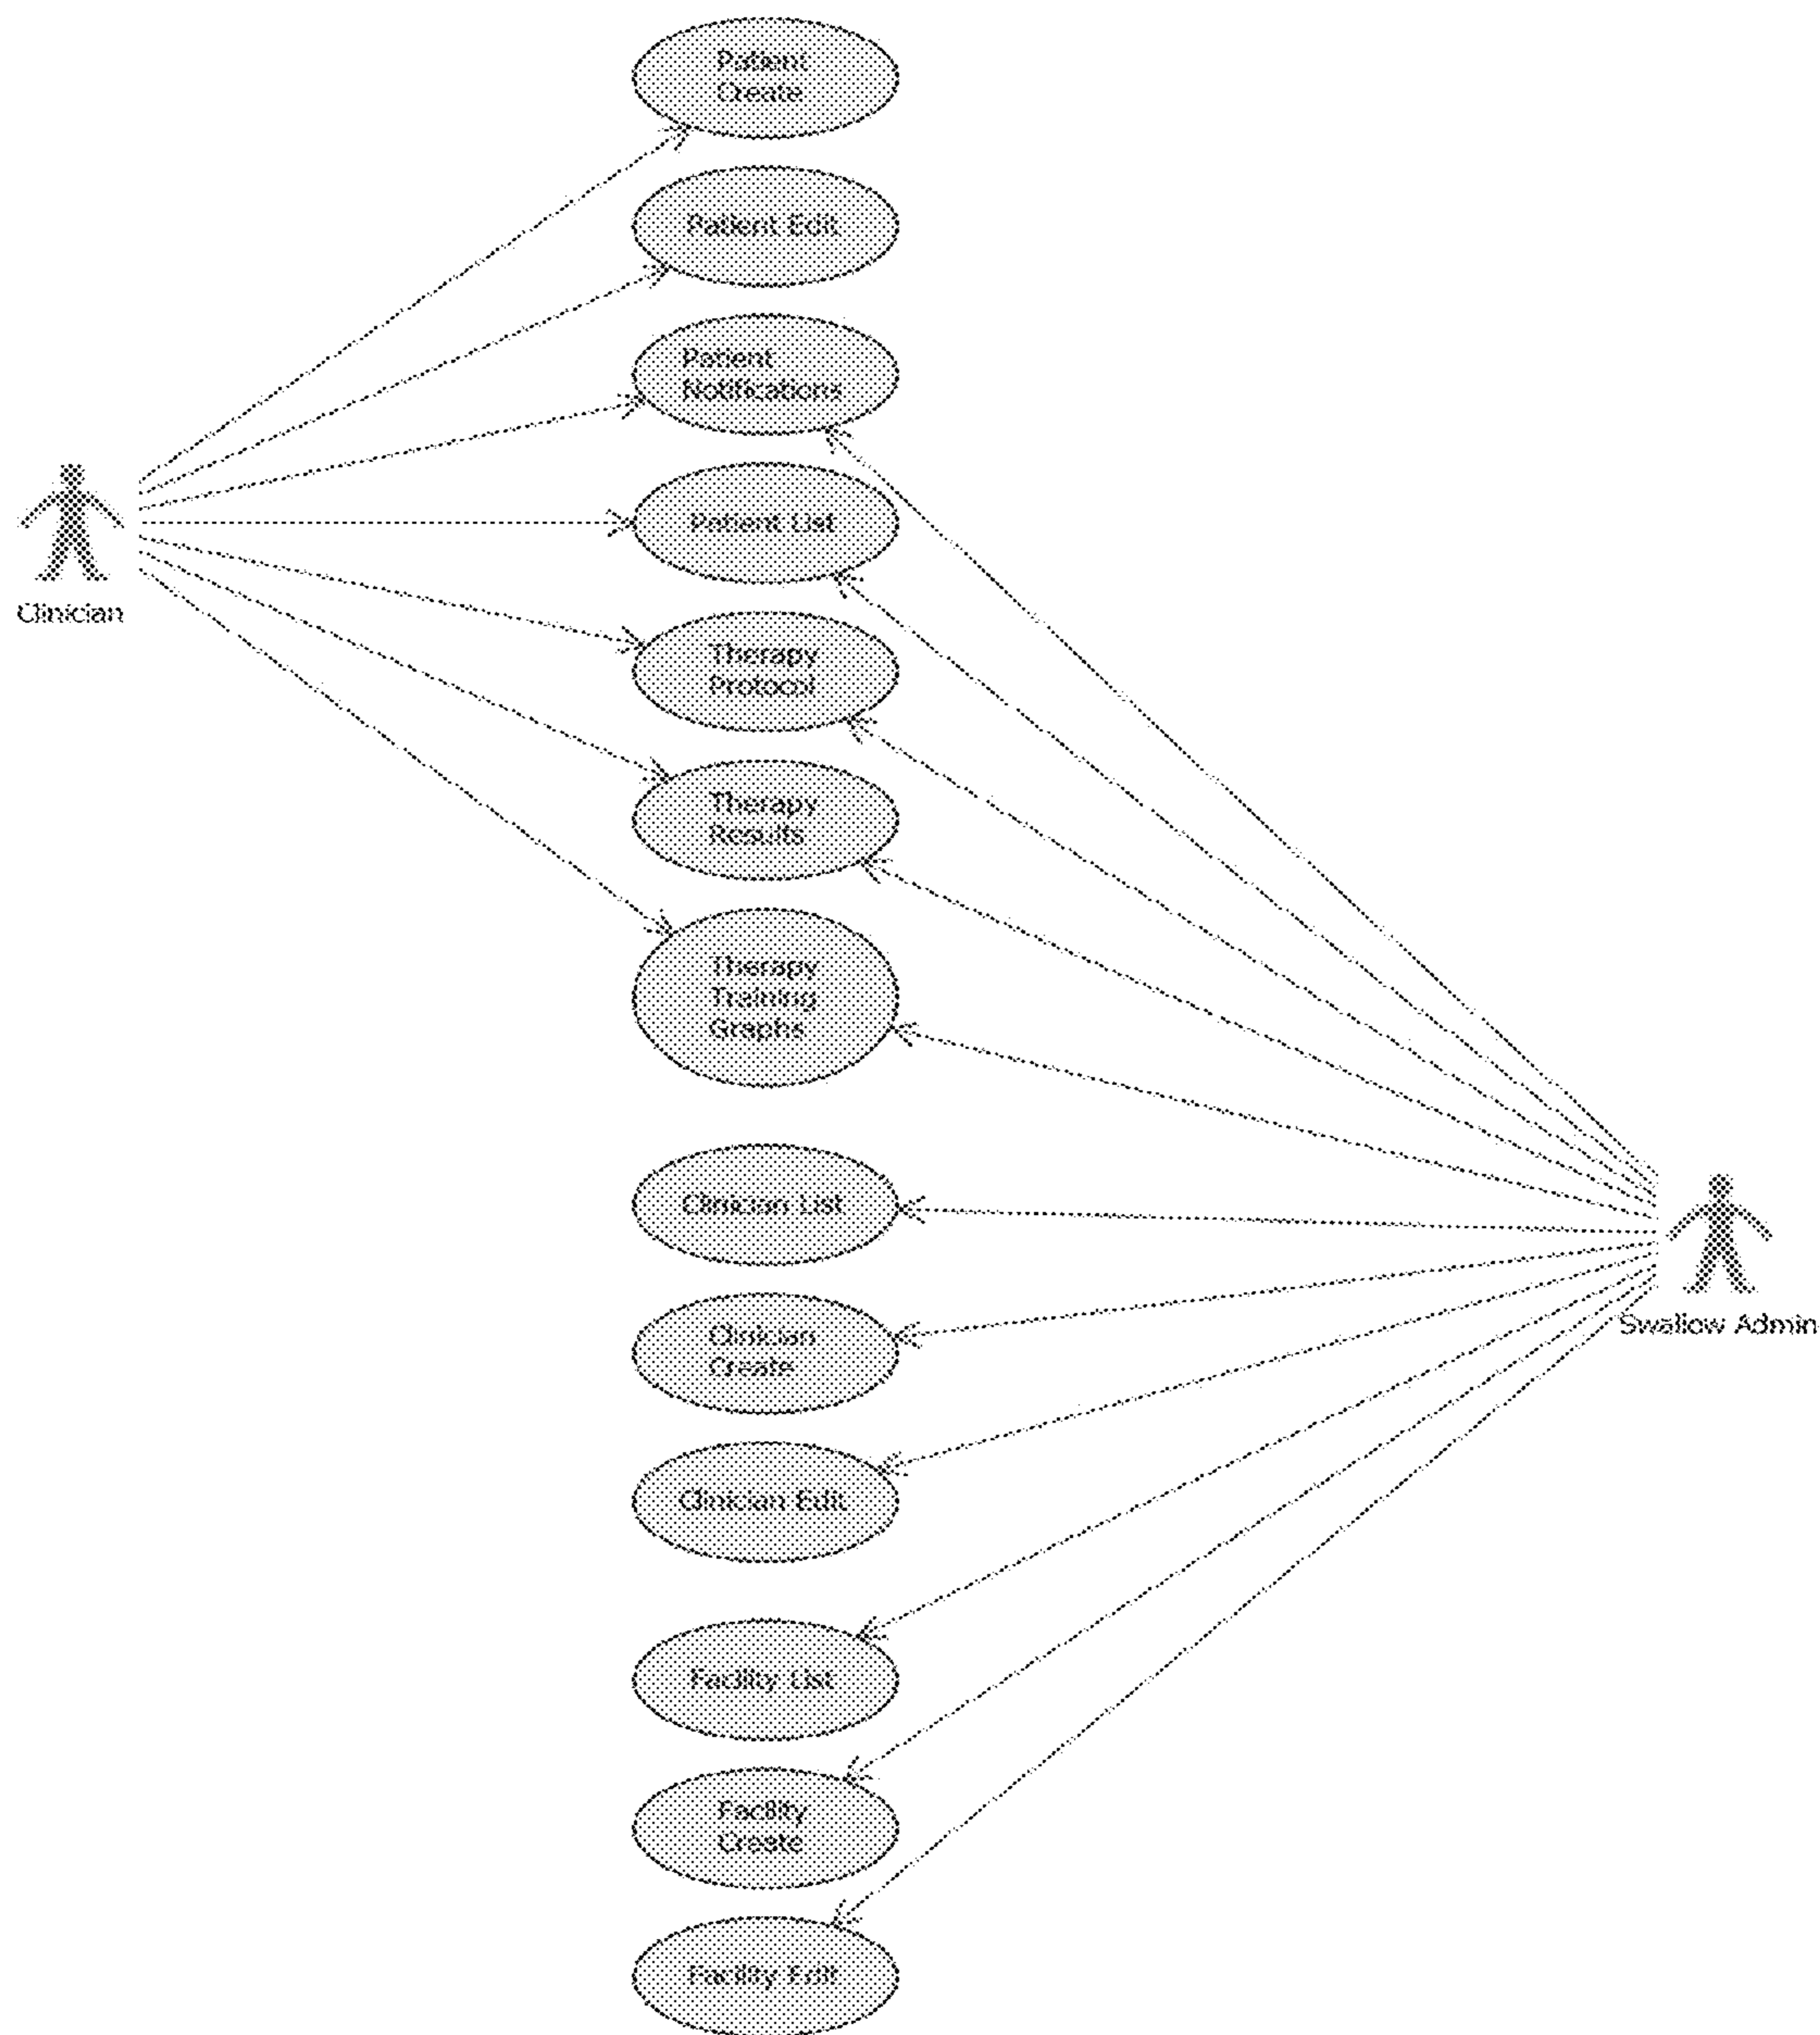 Patient
Create
Patient Edit
Patient
Notifications
Patient List
Clinician
Therapy
Protocol
Therapy
Results
Therapy
Training
Graphs
Clinician List
Clinician
Create
Swallow Admin
Clinician Edit
Facility List
Facility
Create
Facility Edit